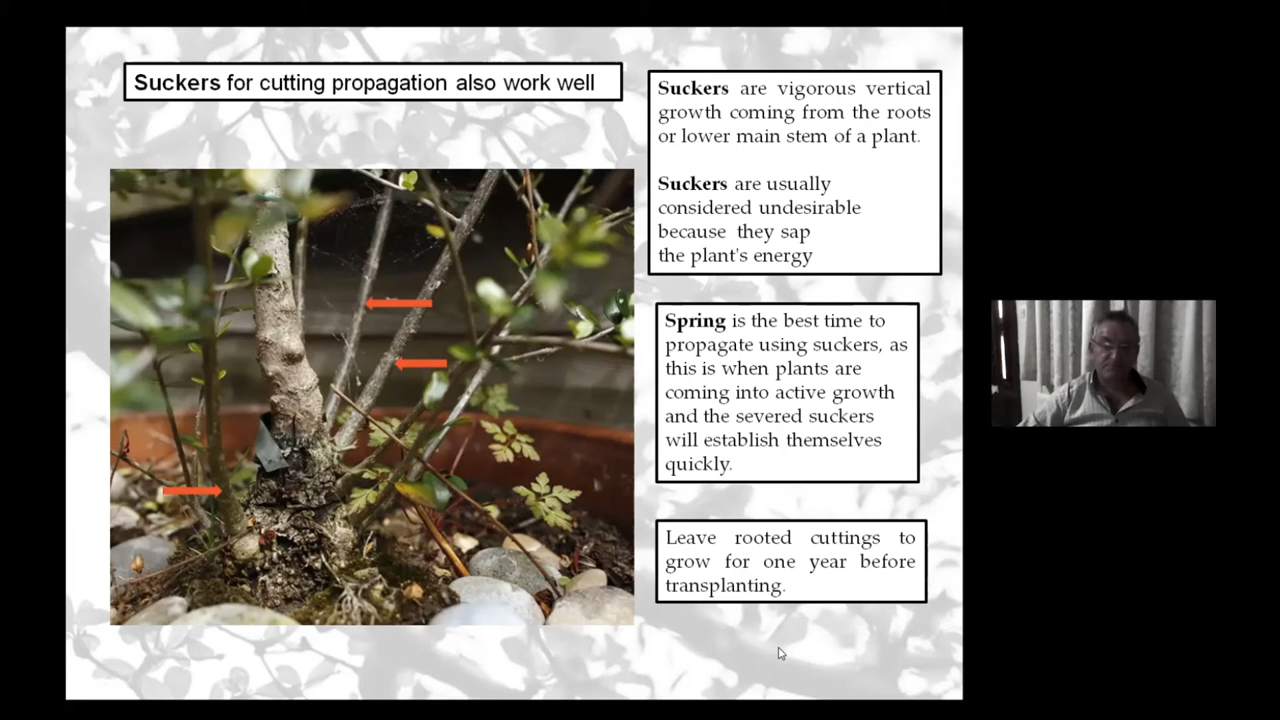 Suckers for cutting propagation also work well
Suckers are vigorous vertical
growth coming from the roots
or lower main stem of a plant.
Suckers are usually
considered undesirable
because they sap
the plant's energy
Spring is the best time to
propagate using suckers, as
this is when plants are
coming into active growth
and the severed suckers
will establish themselves
quickly.
Leave rooted cuttings to
grow for one year before
transplanting.